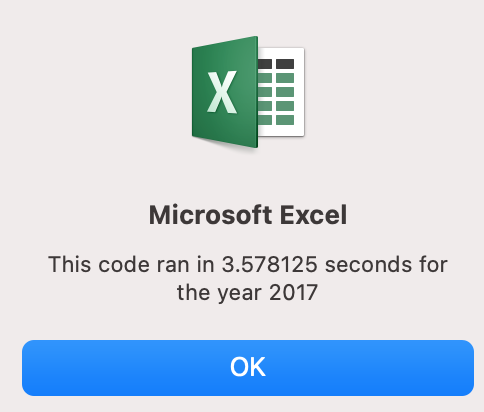 X
Microsoft Excel
This code ran in 3.578125 seconds for
the year 2017
OK